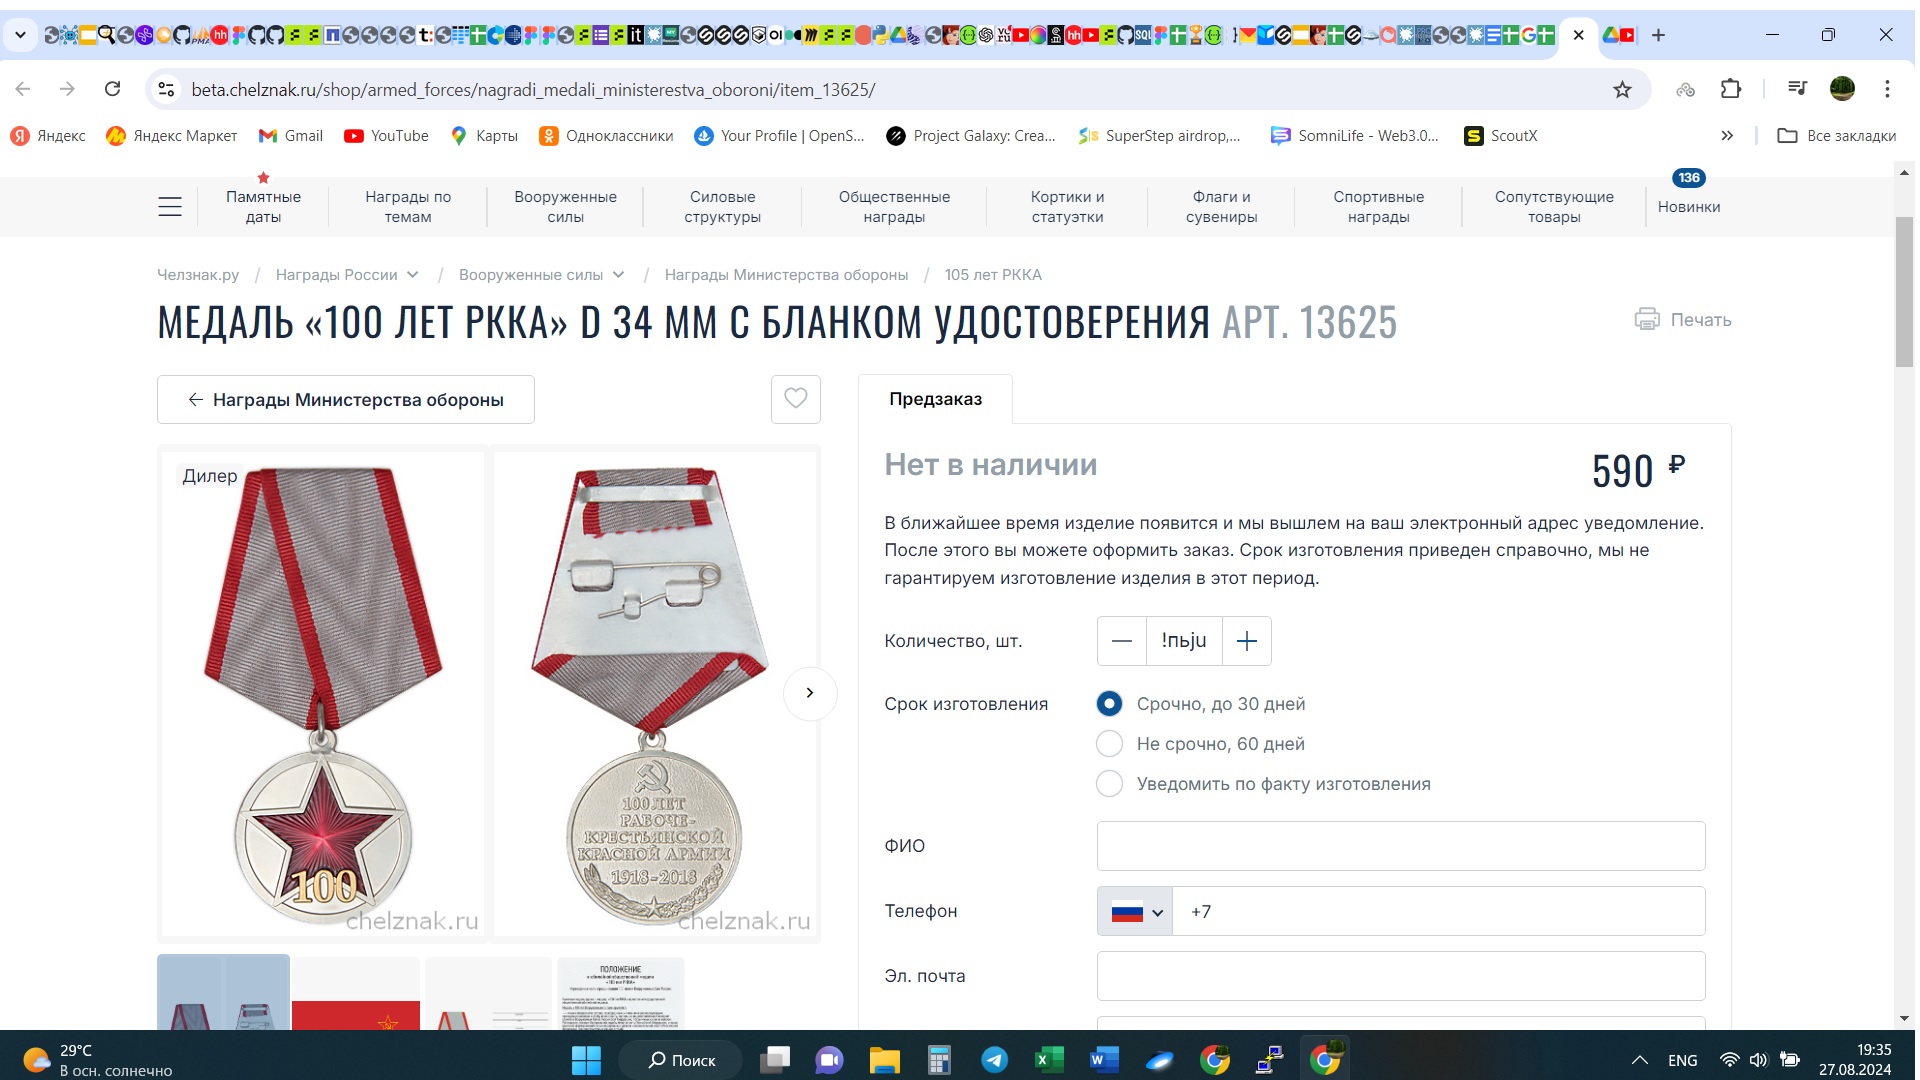 beta.chelznak.ru/shop/armed_forces/nagradi_medali_ministerestva_oboroni/item_13625/
Яндекс
Яндекс Маркет
Gmail
YouTube
Карты
Одноклассники
Your Profile | OpenS...
Project Galaxy: Crea...
SuperStep airdrop,...
SomniLife - Web3.0...
ScoutX
Все закладки
Памятные даты
Награды по темам
Вооруженные силы
Силовые структуры
Общественные награды
Кортики и статуэтки
Флаги и сувениры
Спортивные награды
Сопутствующие товары
136
Новинки
Челзнак.ру / Награды России / Вооруженные силы / Награды Министерства обороны / 105 лет РККА
МЕДАЛЬ «100 ЛЕТ РККА» D 34 ММ С БЛАНКОМ УДОСТОВЕРЕНИЯ АРТ. 13625
Печать
Награды Министерства обороны
Дилер
100
chelznak.ru
100 ЛЕТ
РАБОЧЕ-
КРЕСТЬЯНСКОЙ
КРАСНОЙ АРМИИ
1918-2018
chelznak.ru
ПОЛОЖЕНИЕ
Предзаказ
Нет в наличии
590 ₽
В ближайшее время изделие появится и мы вышлем на ваш электронный адрес уведомление.
После этого вы можете оформить заказ. Срок изготовления приведен справочно, мы не
гарантируем изготовление изделия в этот период.
Количество, шт.
!пьju
Срок изготовления
Срочно, до 30 дней
Не срочно, 60 дней
Уведомить по факту изготовления
ФИО
Телефон
+7
Эл. почта
29°C
В осн. солнечно
Поиск
ENG
19:35
27.08.2024